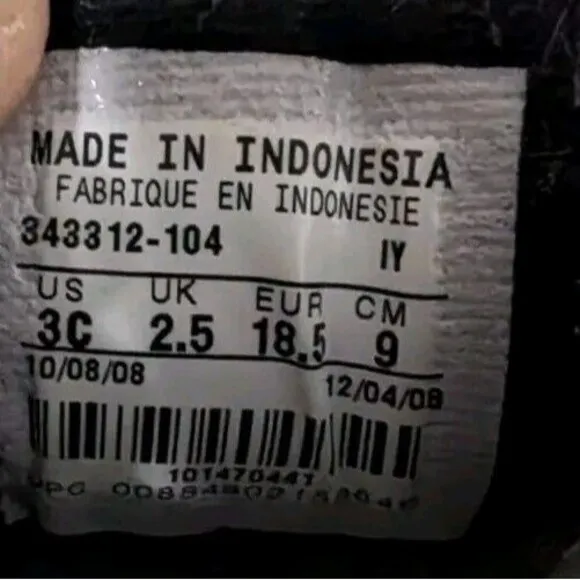 MADE IN INDONESIA
FABRIQUE EN INDONESIE
343312-104 IY
US UK EUR CM
3C 2.5 18.5 9
10/08/08 12/04/08
101470441
UPC